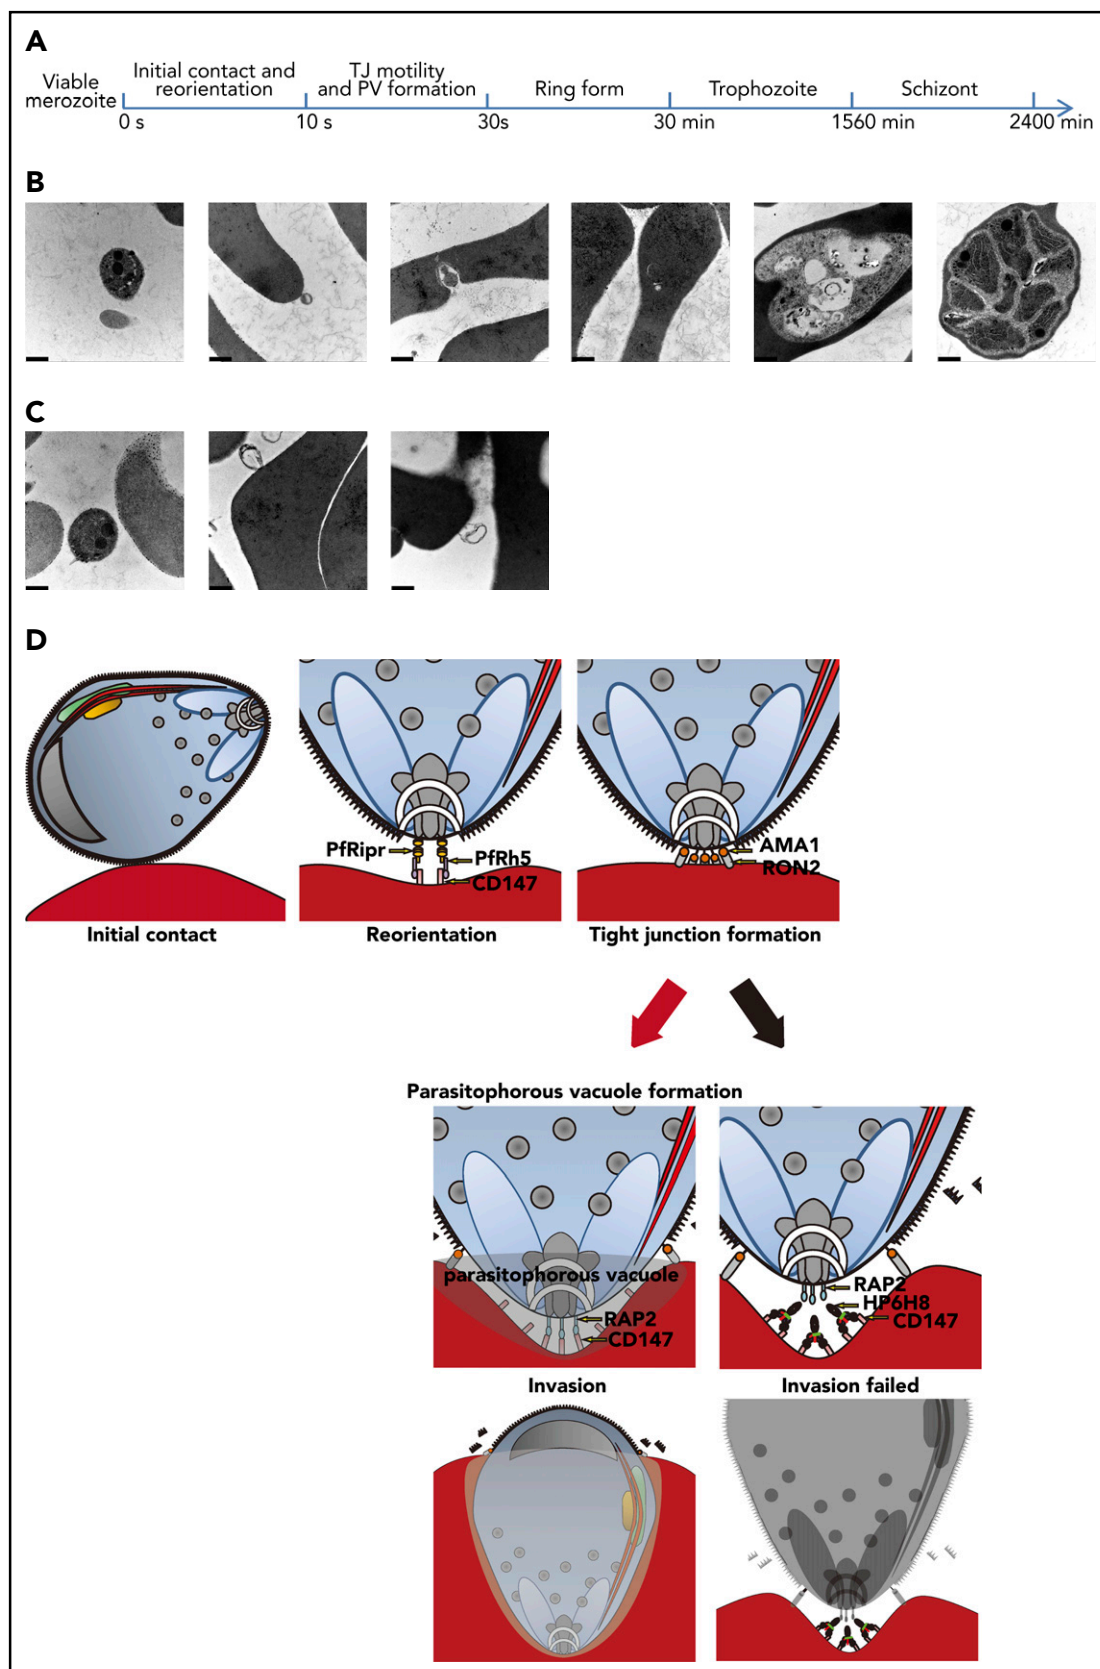 A
Viable
merozoite
Initial contact and
reorientation
TJ motility
and PV formation
Ring form
Trophozoite
Schizont
0 s
10 s
30s
30 min
1560 min
2400 min
B
C
D
PfRipr
PfRh5
CD147
AMA1
RON2
Initial contact
Reorientation
Tight junction formation
Parasitophorous vacuole formation
parasitophorous vacuole
RAP2
CD147
RAP2
HP6H8
CD147
Invasion
Invasion failed